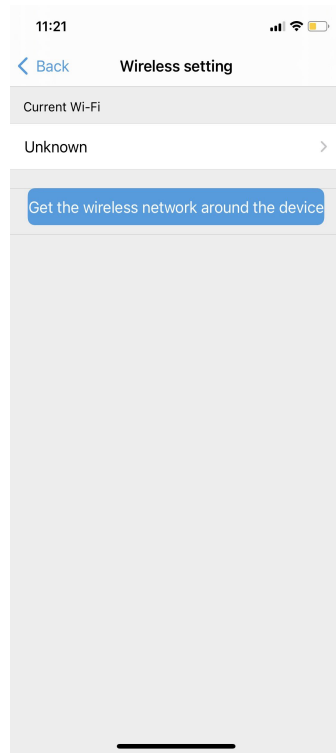 11:21
Back
Wireless setting
Current Wi-Fi
Unknown
Get the wireless network around the device